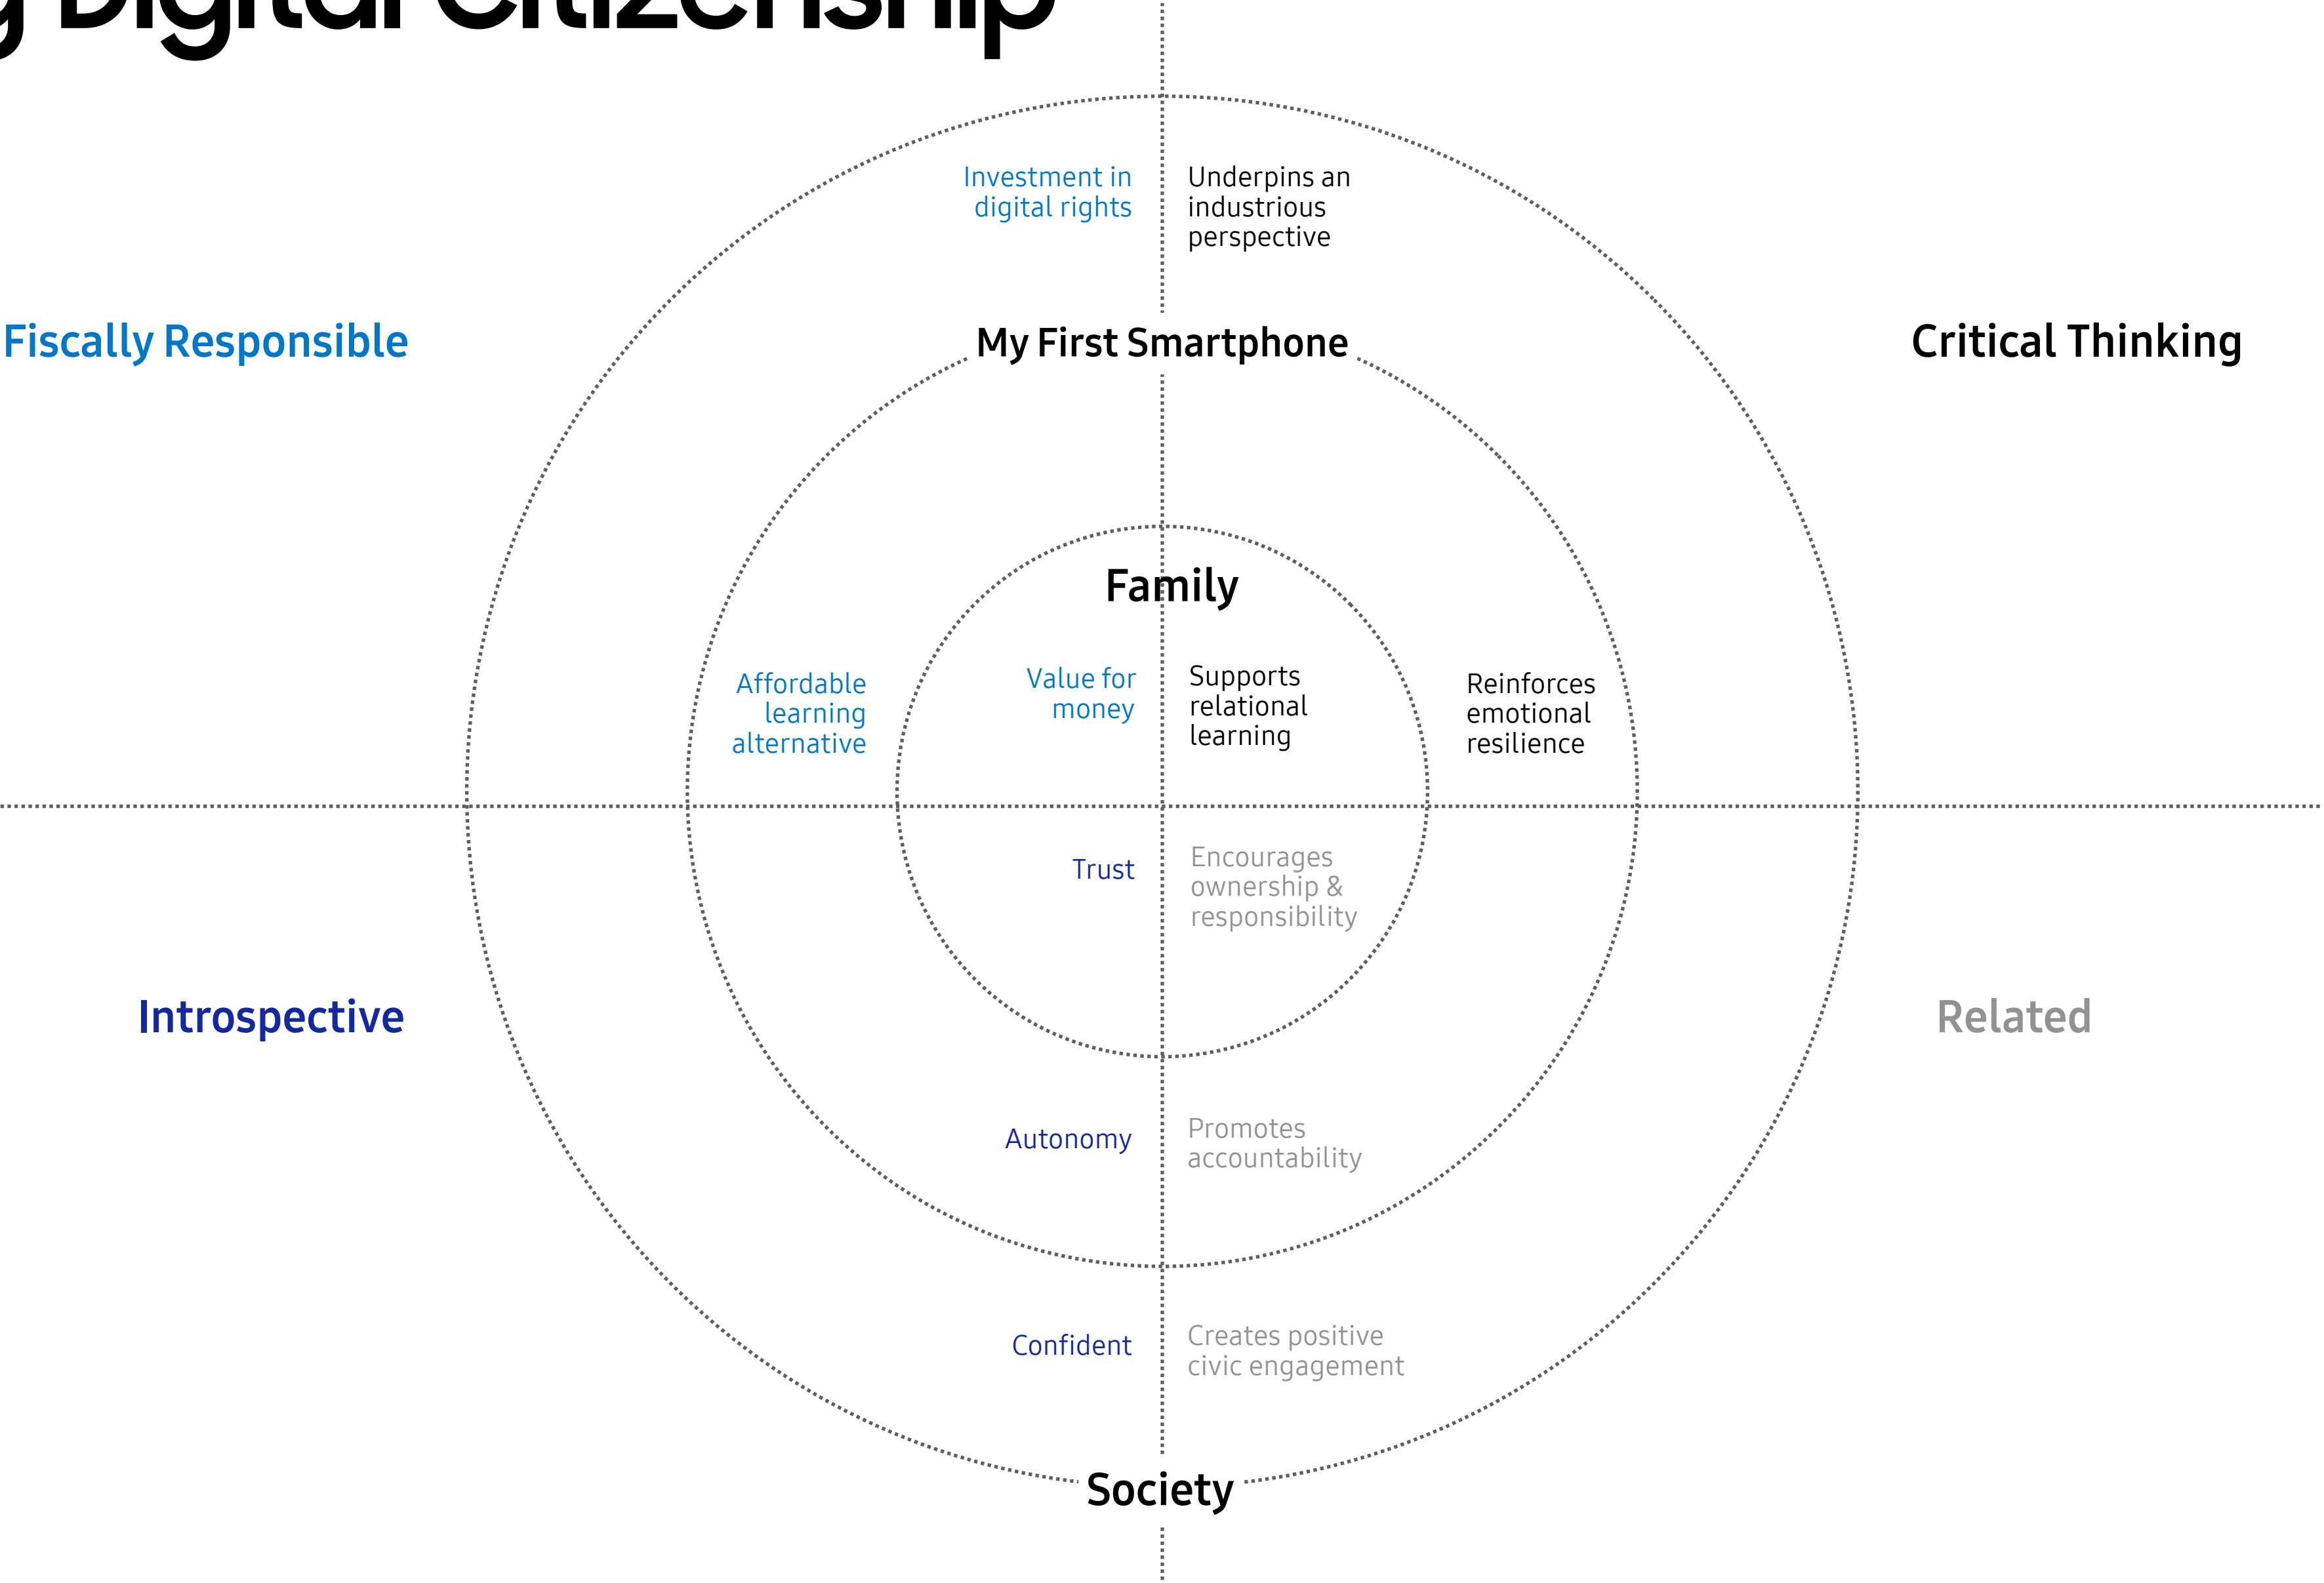 g Digital Citizenship
Investment in
digital rights
Underpins an
industrious
perspective
Fiscally Responsible
My First Smartphone
Critical Thinking
Family
Affordable
learning
alternative
Value for
money
Supports
relational
learning
Reinforces
emotional
resilience
Trust
Encourages
ownership &
responsibility
Introspective
Related
Autonomy
Promotes
accountability
Confident
Creates positive
civic engagement
Society